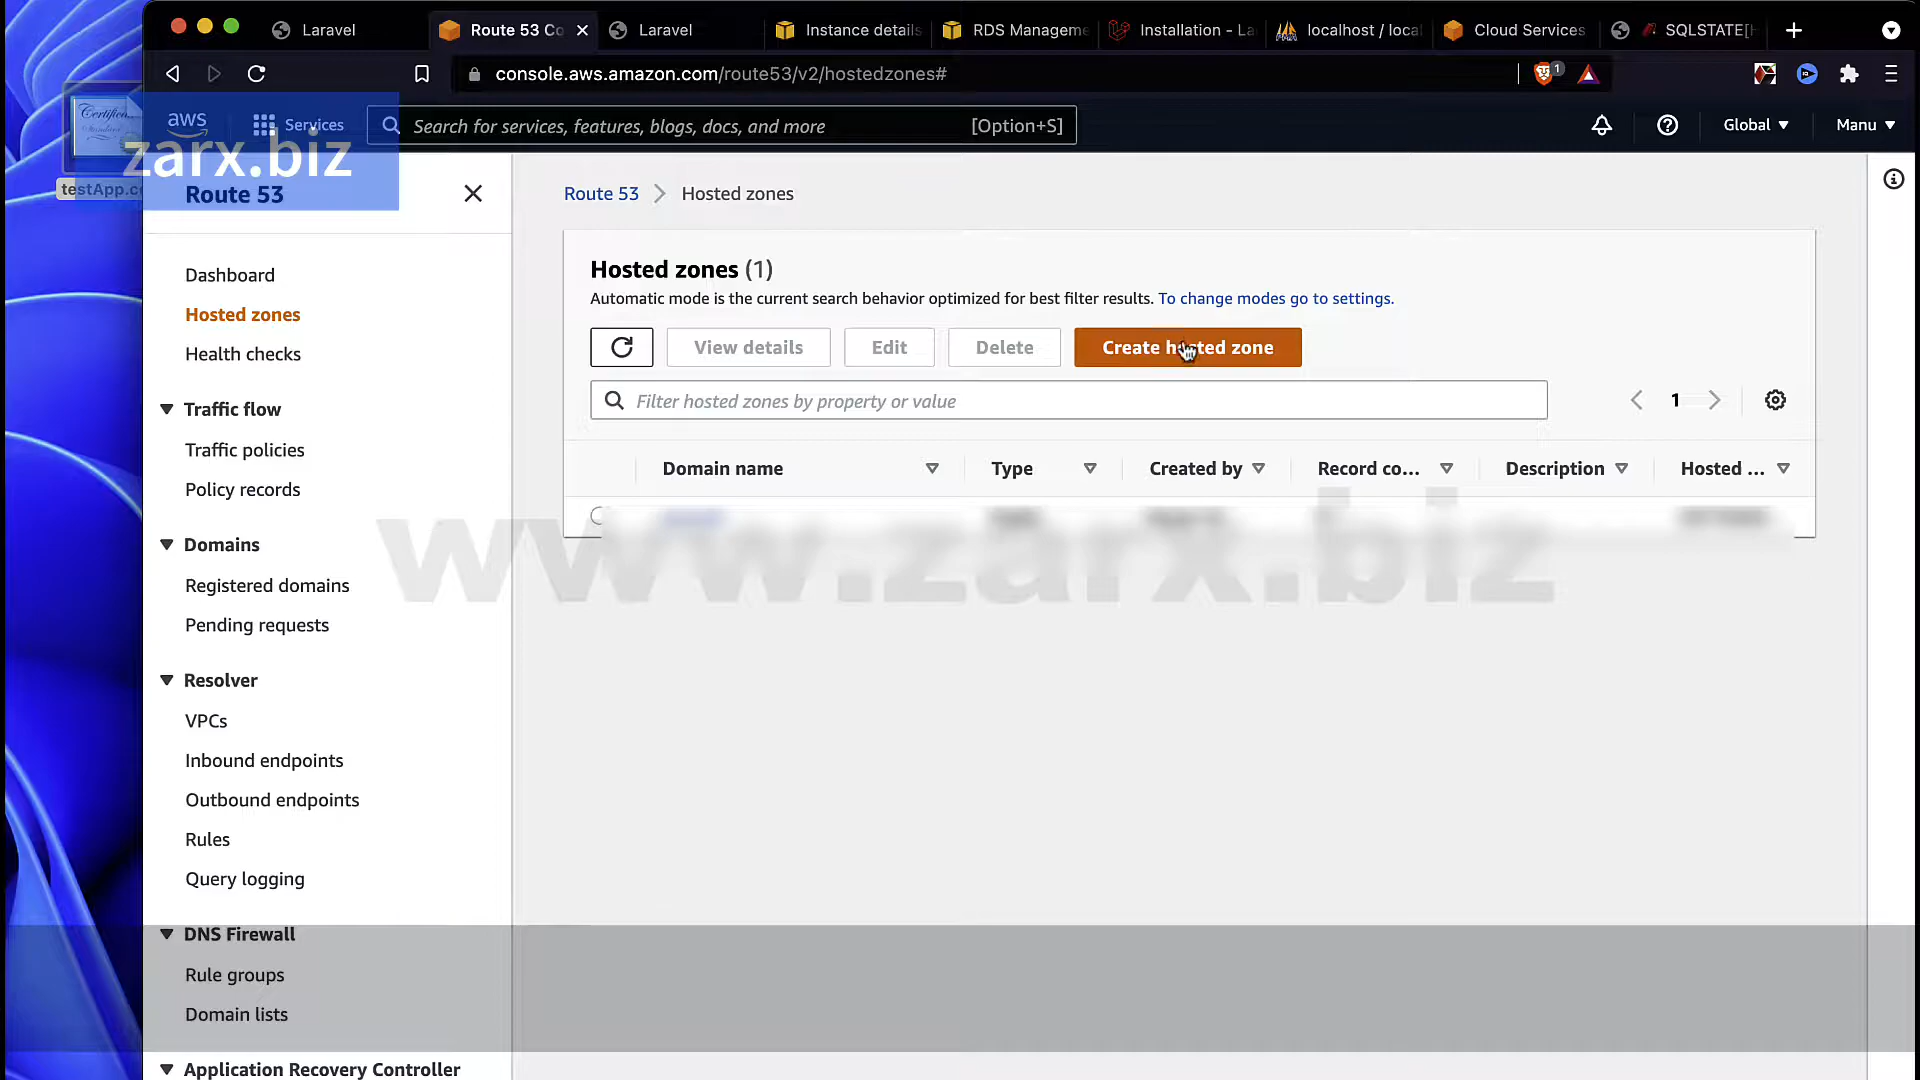 Laravel
Route 53 Co
Laravel
Instance details
RDS Manageme
Installation - La
localhost / local
Cloud Services
SQLSTATE[H
console.aws.amazon.com/route53/v2/hostedzones#
1
aws
Services
Search for services, features, blogs, docs, and more
[Option+S]
Global
Manu
testApp.c
zarx.biz
Route 53
Dashboard
Hosted zones
Health checks
Traffic flow
Traffic policies
Policy records
Domains
Registered domains
Pending requests
Resolver
VPCs
Inbound endpoints
Outbound endpoints
Rules
Query logging
DNS Firewall
Rule groups
Domain lists
Application Recovery Controller
Route 53 > Hosted zones
Hosted zones (1)
Automatic mode is the current search behavior optimized for best filter results. To change modes go to settings.
View details
Edit
Delete
Create hosted zone
Filter hosted zones by property or value
1
Domain name
Type
Created by
Record co...
Description
Hosted ...
www.zarx.biz